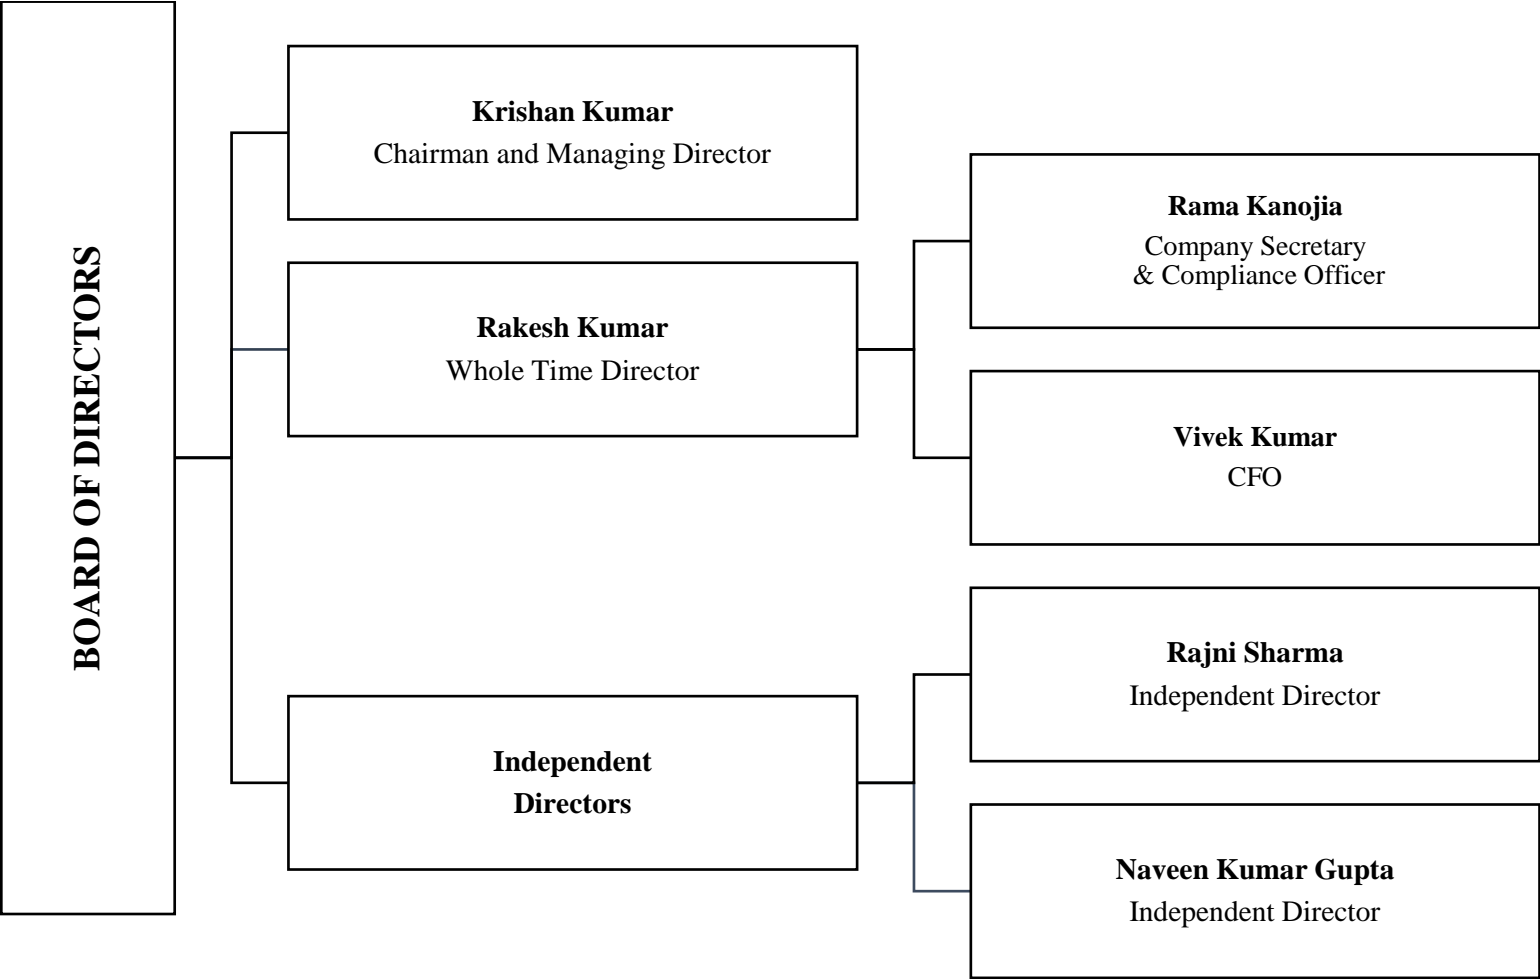 BOARD OF DIRECTORS
Krishan Kumar
Chairman and Managing Director
Rakesh Kumar
Whole Time Director
Rama Kanojia
Company Secretary
& Compliance Officer
Vivek Kumar
CFO
Independent
Directors
Rajni Sharma
Independent Director
Naveen Kumar Gupta
Independent Director